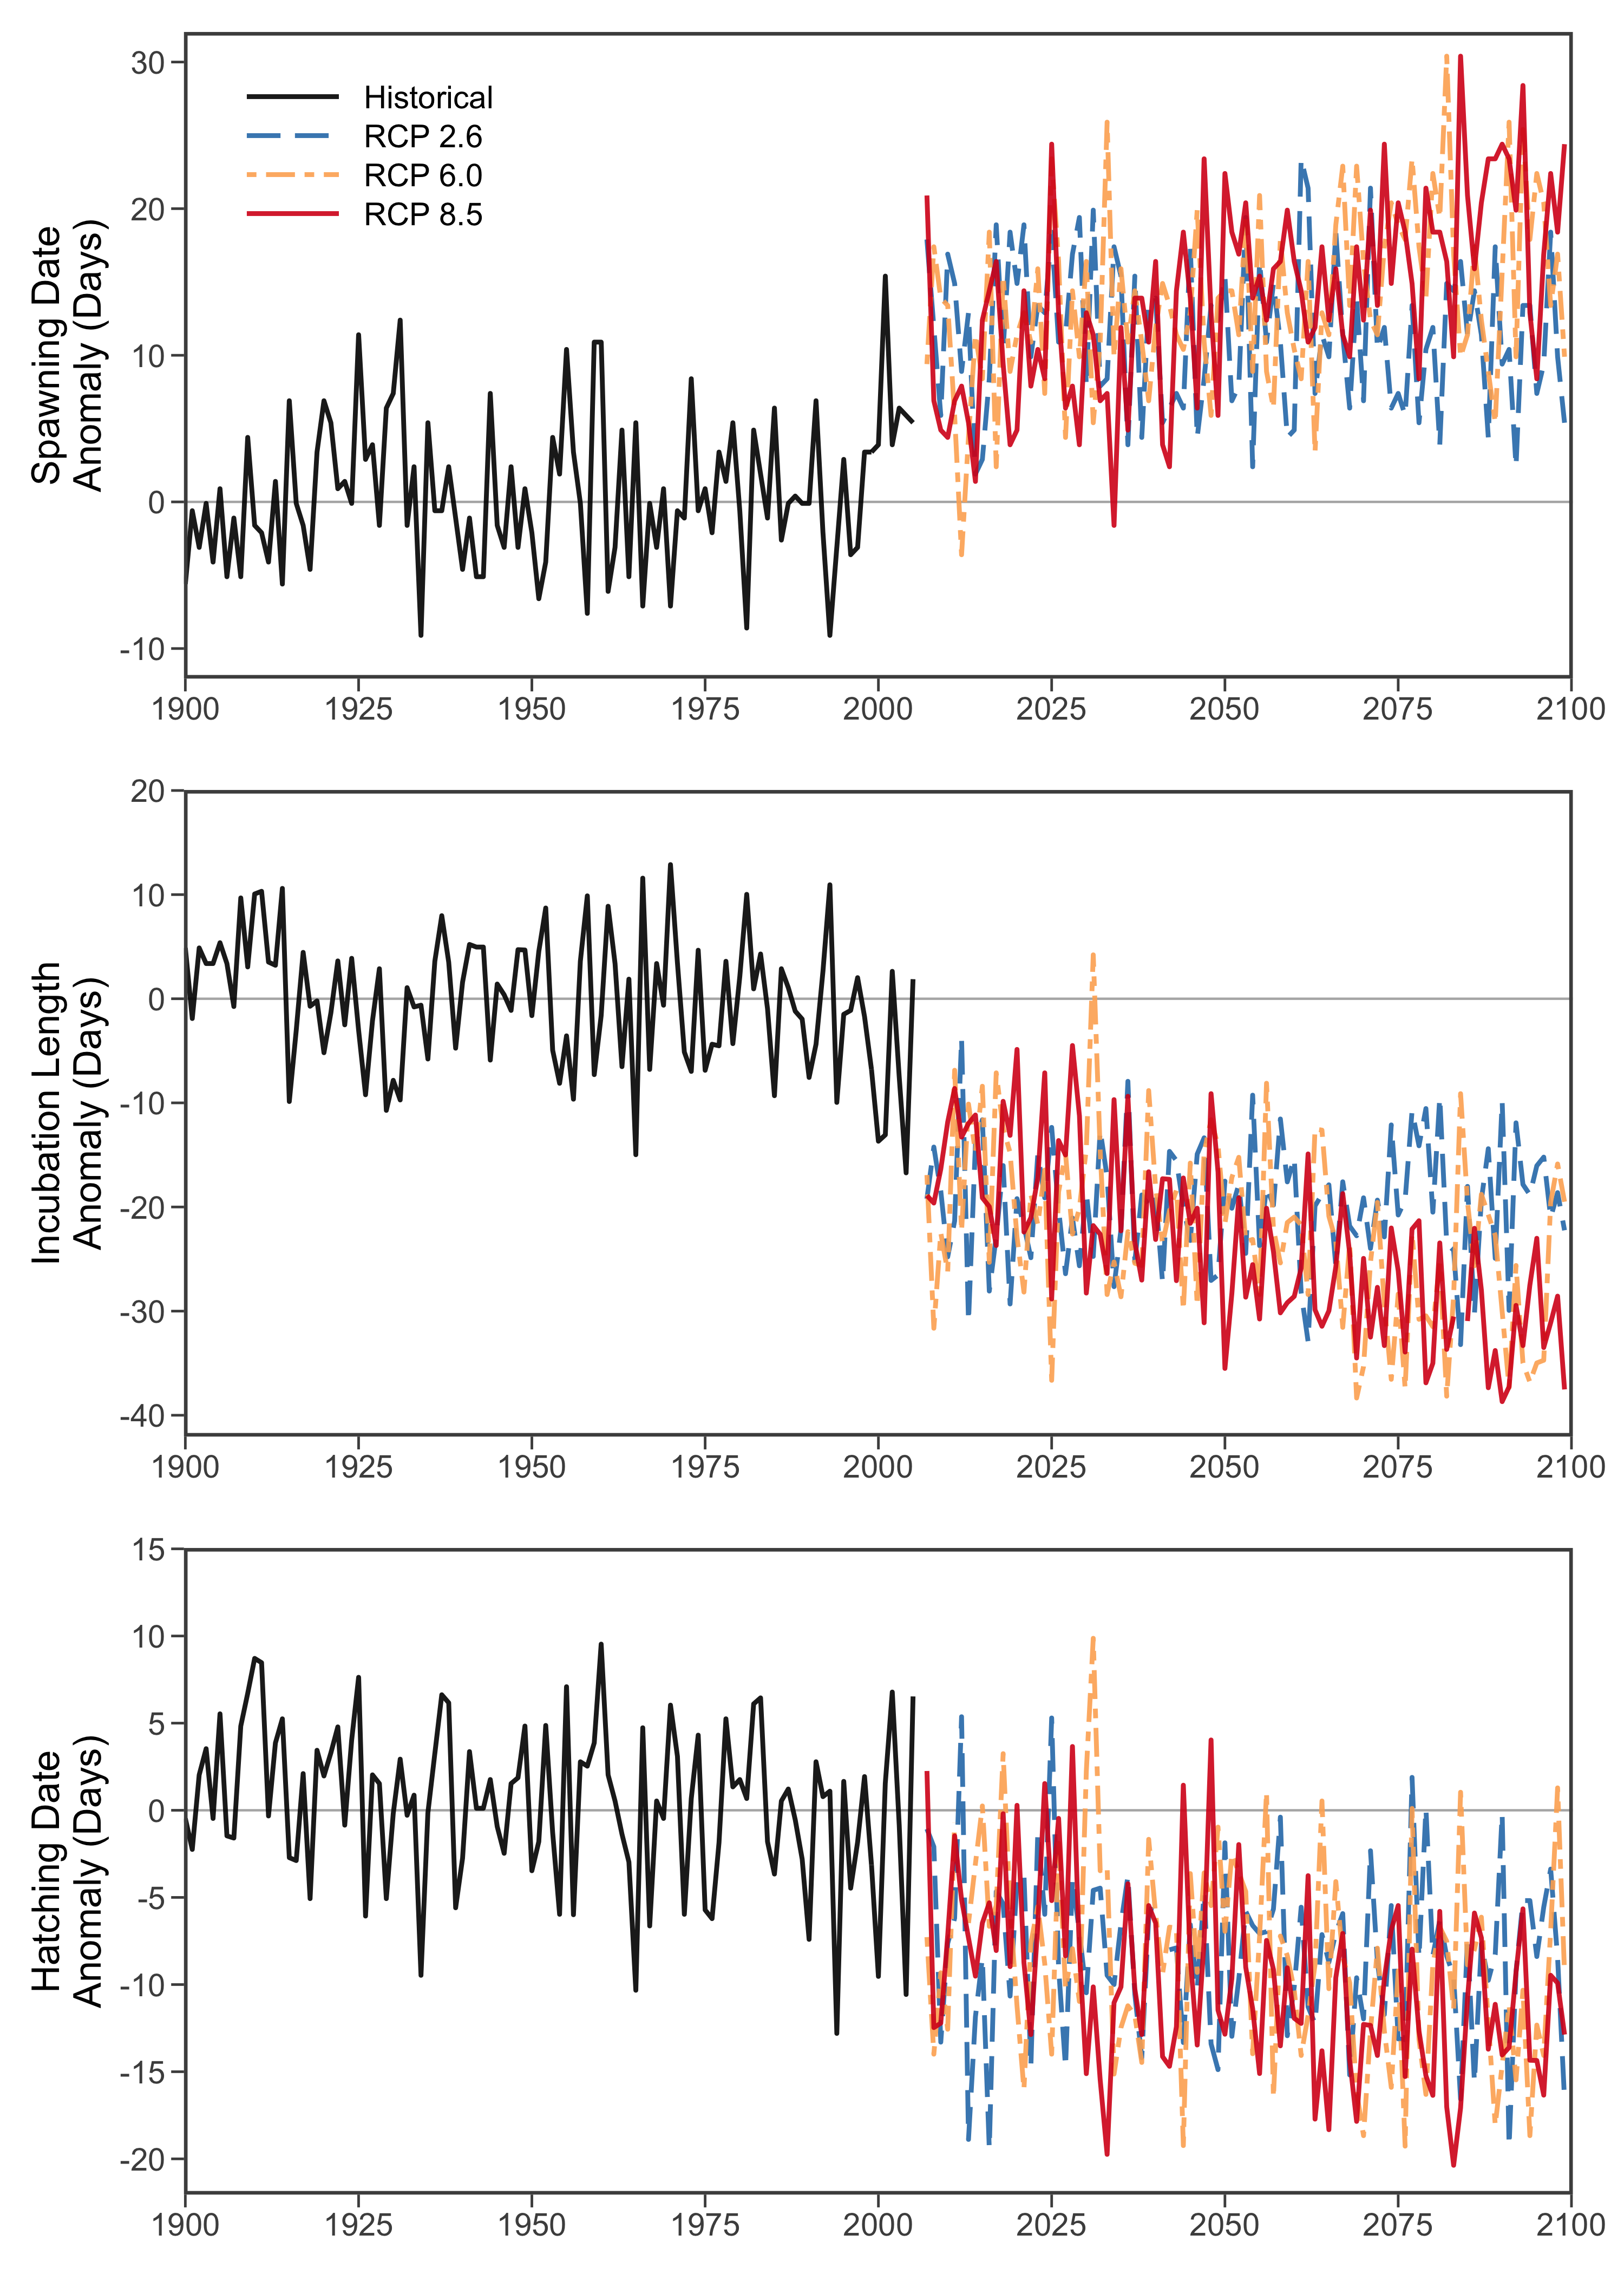 30
20
10
0
-10
Spawning Date
Anomaly (Days)
Historical
RCP 2.6
RCP 6.0
RCP 8.5
1900 1925 1950 1975 2000 2025 2050 2075 2100
20
10
0
-10
-20
-30
-40
Incubation Length
Anomaly (Days)
1900 1925 1950 1975 2000 2025 2050 2075 2100
15
10
5
0
-5
-10
-15
-20
Hatching Date
Anomaly (Days)
1900 1925 1950 1975 2000 2025 2050 2075 2100